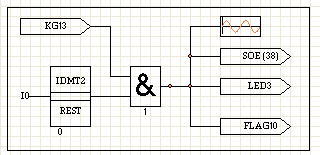 KG13
SOE (38)
IDMT2
&
LED3
I0
REST
1
0
FLAG10